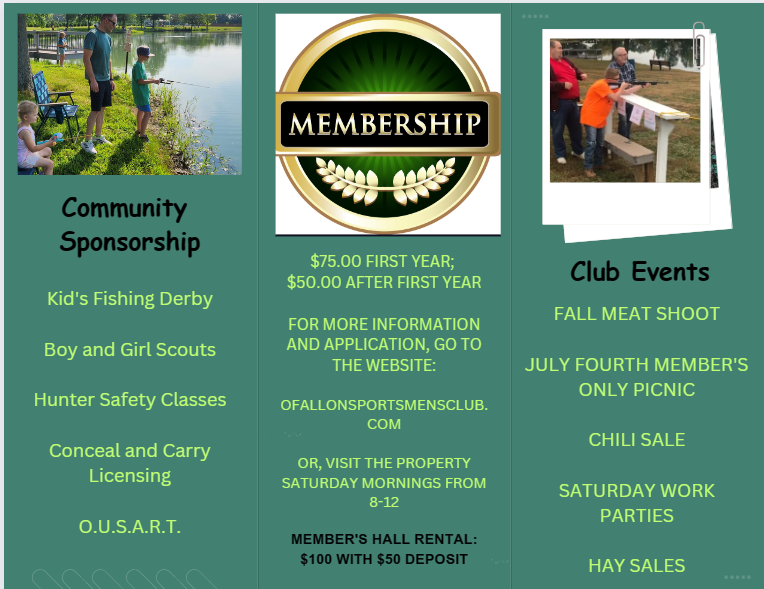 Community
Sponsorship
Kid's Fishing Derby
Boy and Girl Scouts
Hunter Safety Classes
Conceal and Carry
Licensing
O.U.S.A.R.T.
MEMBERSHIP
$75.00 FIRST YEAR;
$50.00 AFTER FIRST YEAR
FOR MORE INFORMATION
AND APPLICATION, GO TO
THE WEBSITE:
OFALLONSPORTSMENSCLUB.
COM
OR, VISIT THE PROPERTY
SATURDAY MORNINGS FROM
8-12
MEMBER'S HALL RENTAL:
$100 WITH $50 DEPOSIT
Club Events
FALL MEAT SHOOT
JULY FOURTH MEMBER'S
ONLY PICNIC
CHILI SALE
SATURDAY WORK
PARTIES
HAY SALES